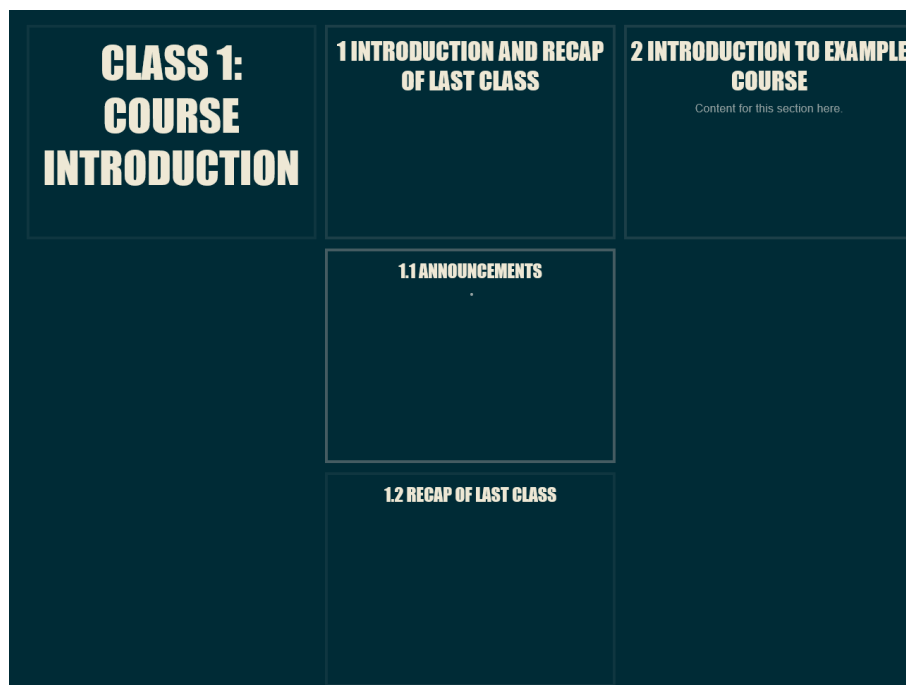 CLASS 1:
COURSE
INTRODUCTION
1 INTRODUCTION AND RECAP
OF LAST CLASS
2 INTRODUCTION TO EXAMPLE
COURSE
Content for this section here.
1.1 ANNOUNCEMENTS
1.2 RECAP OF LAST CLASS